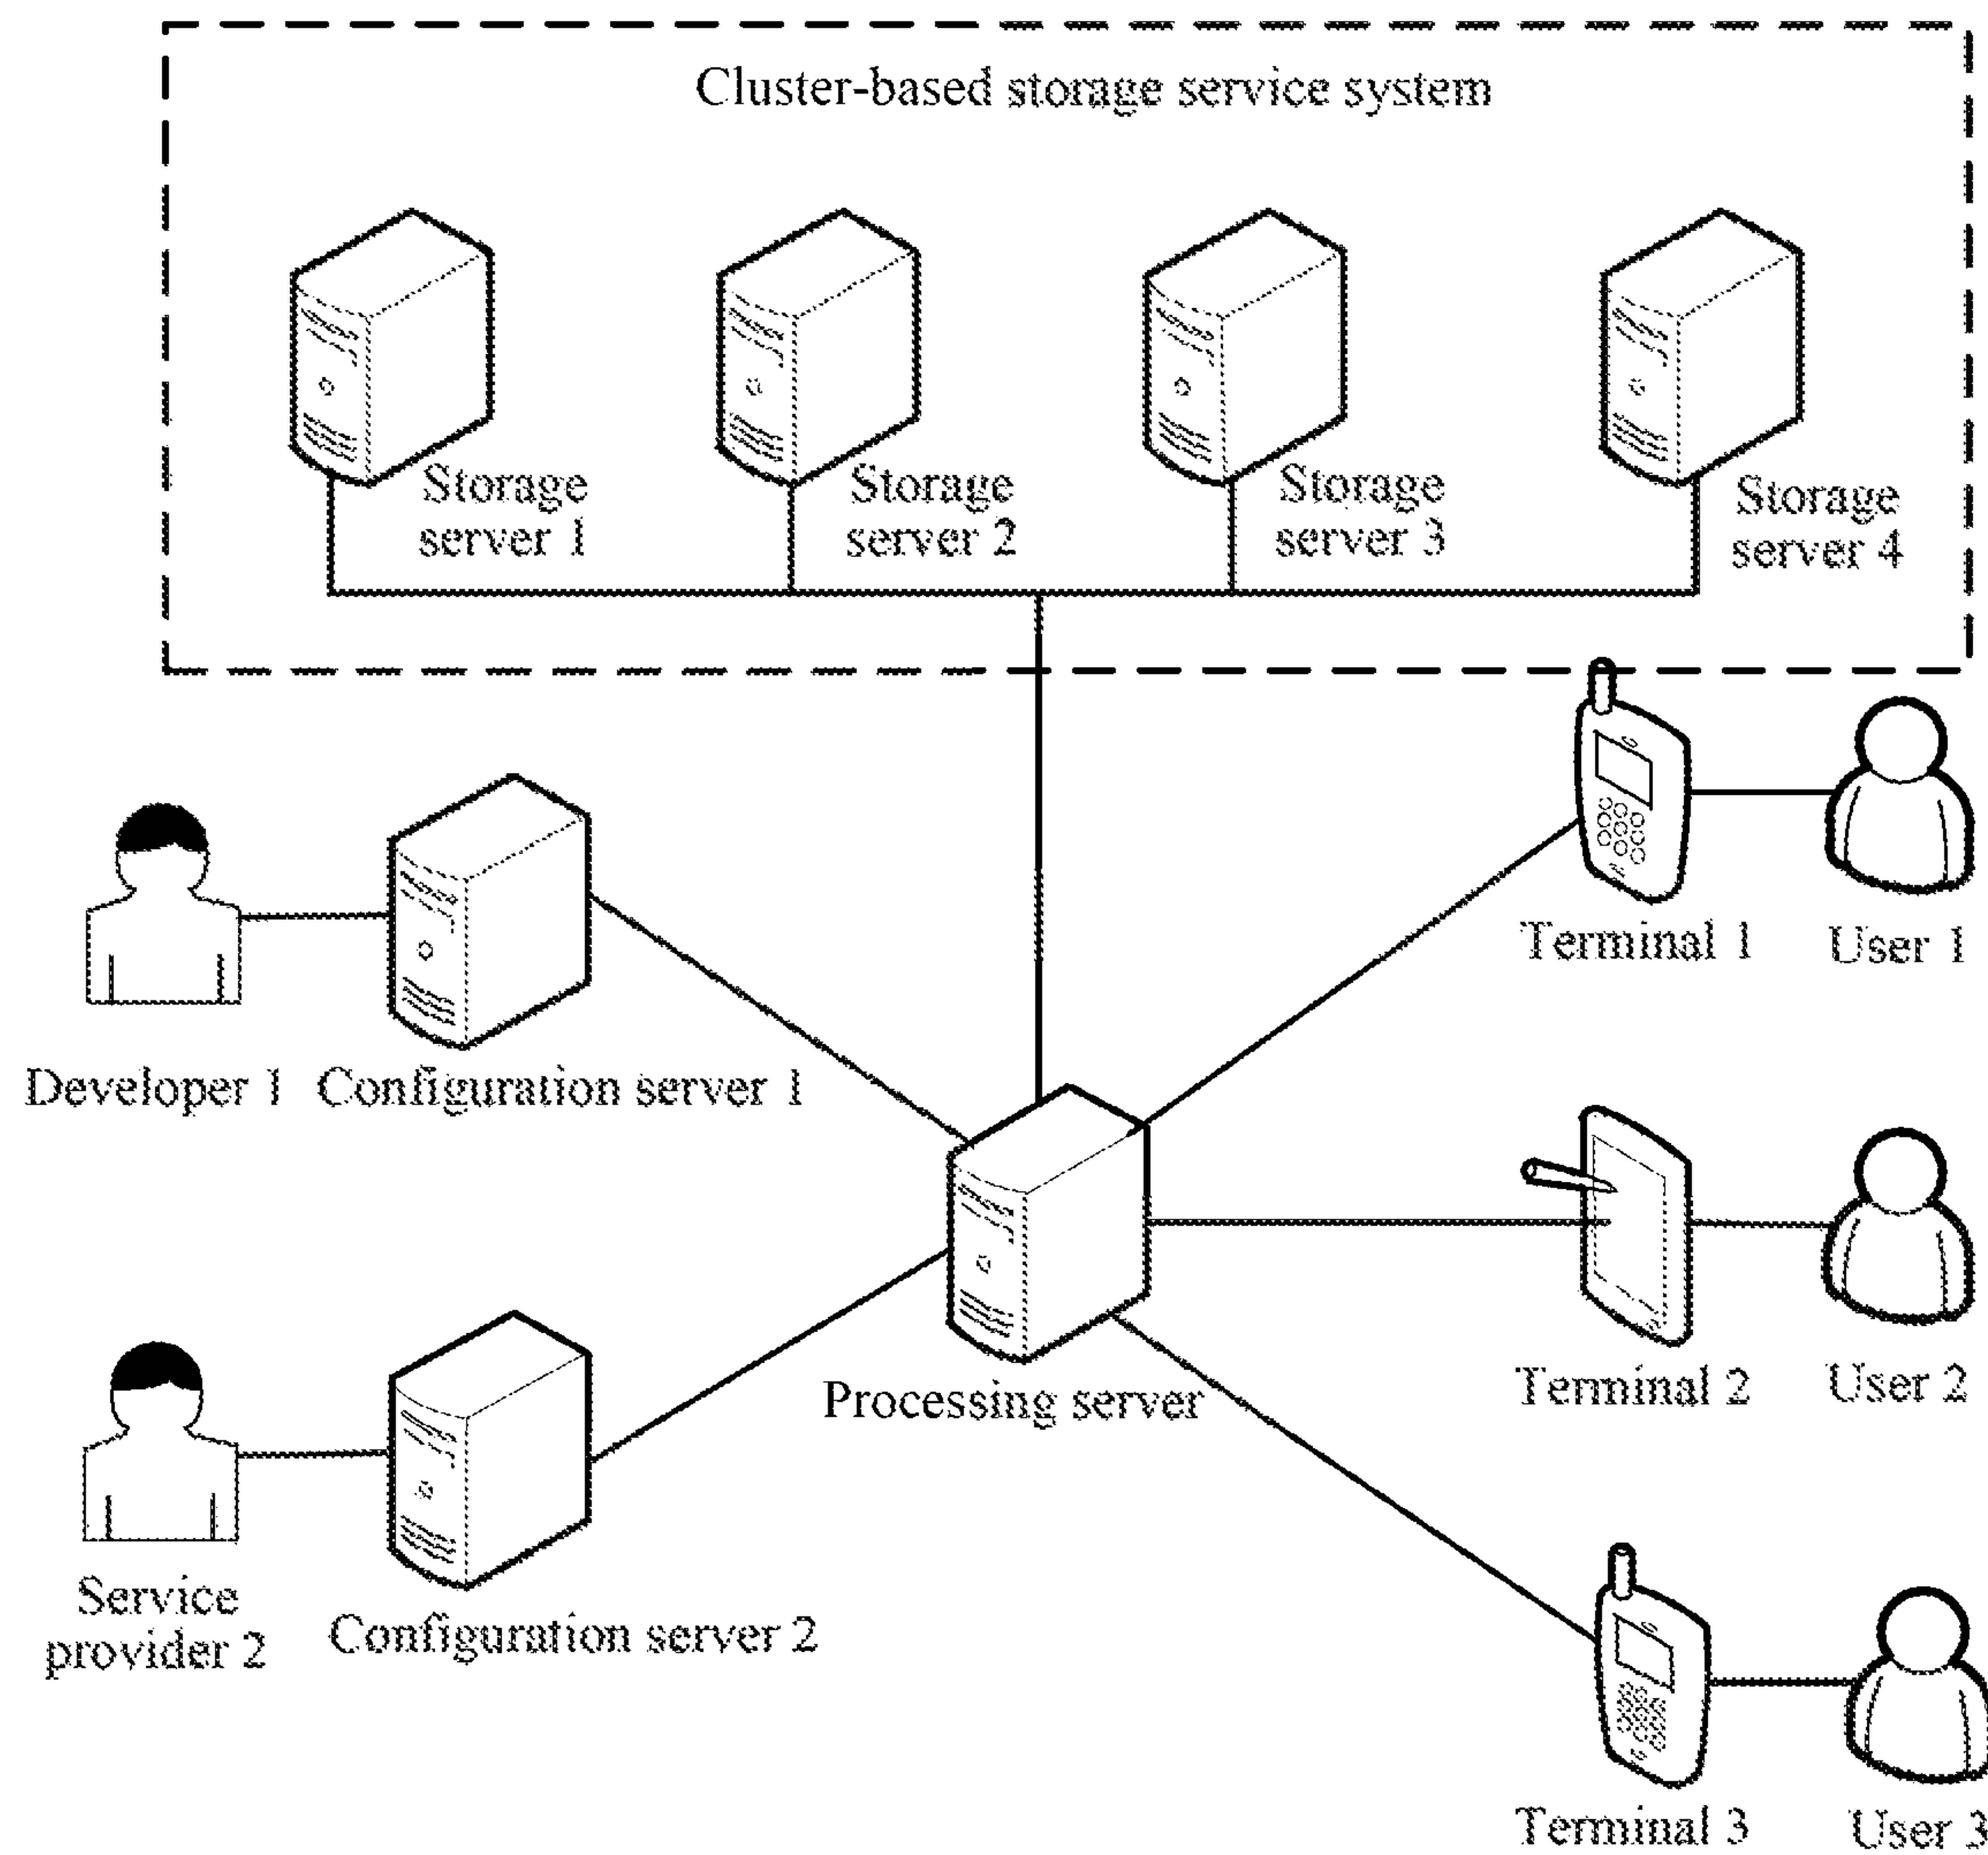 Cluster-based storage service system
Storage
server 1
Storage
server 2
Storage
server 3
Storage
server 4
Developer 1
Configuration server 1
Terminal 1
User 1
Processing server
Terminal 2
User 2
Service
provider 2
Configuration server 2
Terminal 3
User 3